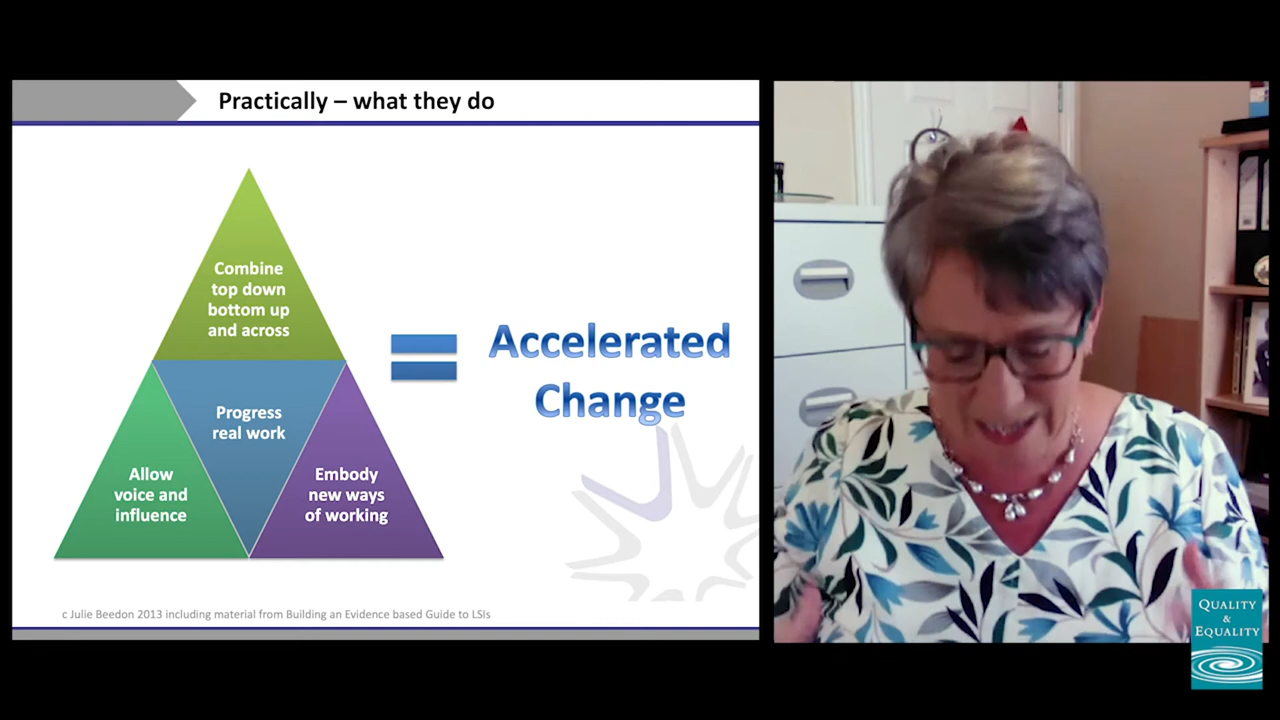 Practically – what they do
Combine
top down
bottom up
and across
Progress
real work
Allow
voice and
influence
Embody
new ways
of working
Accelerated
Change
c Julie Beedon 2013 including material from Building an Evidence based Guide to LSIs
QUALITY
&
EQUALITY